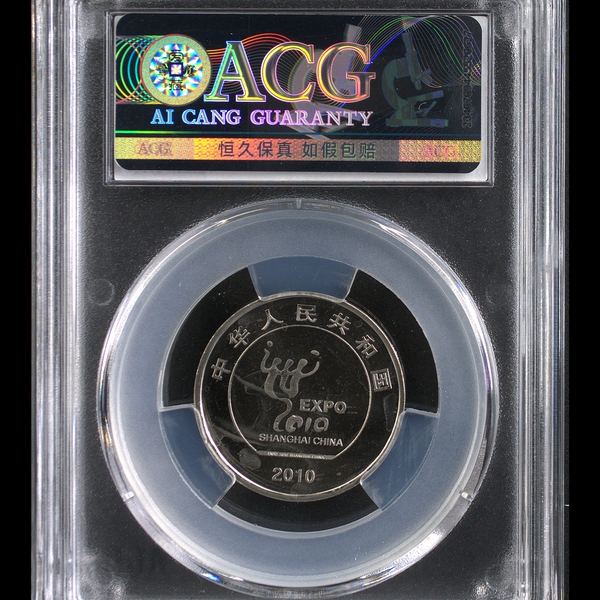 ACG
AI CANG GUARANTY
ACG 恒久保真 如假包赔 ACG
中华人民共和国
EXPO
2010
SHANGHAI CHINA
2010